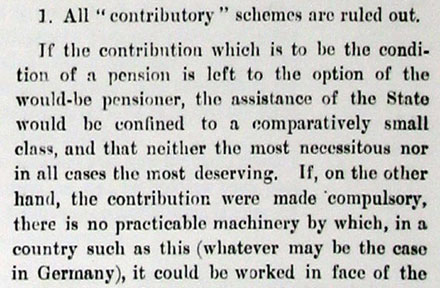 1. All “contributory” schemes are ruled out.
If the contribution which is to be the condi-
tion of a pension is left to the option of the
would-be pensioner, the assistance of the State
would be confined to a comparatively small
class, and that neither the most necessitous nor
in all cases the most deserving. If, on the other
hand, the contribution were made compulsory,
there is no practicable machinery by which, in a
country such as this (whatever may be the case
in Germany), it could be worked in face of the